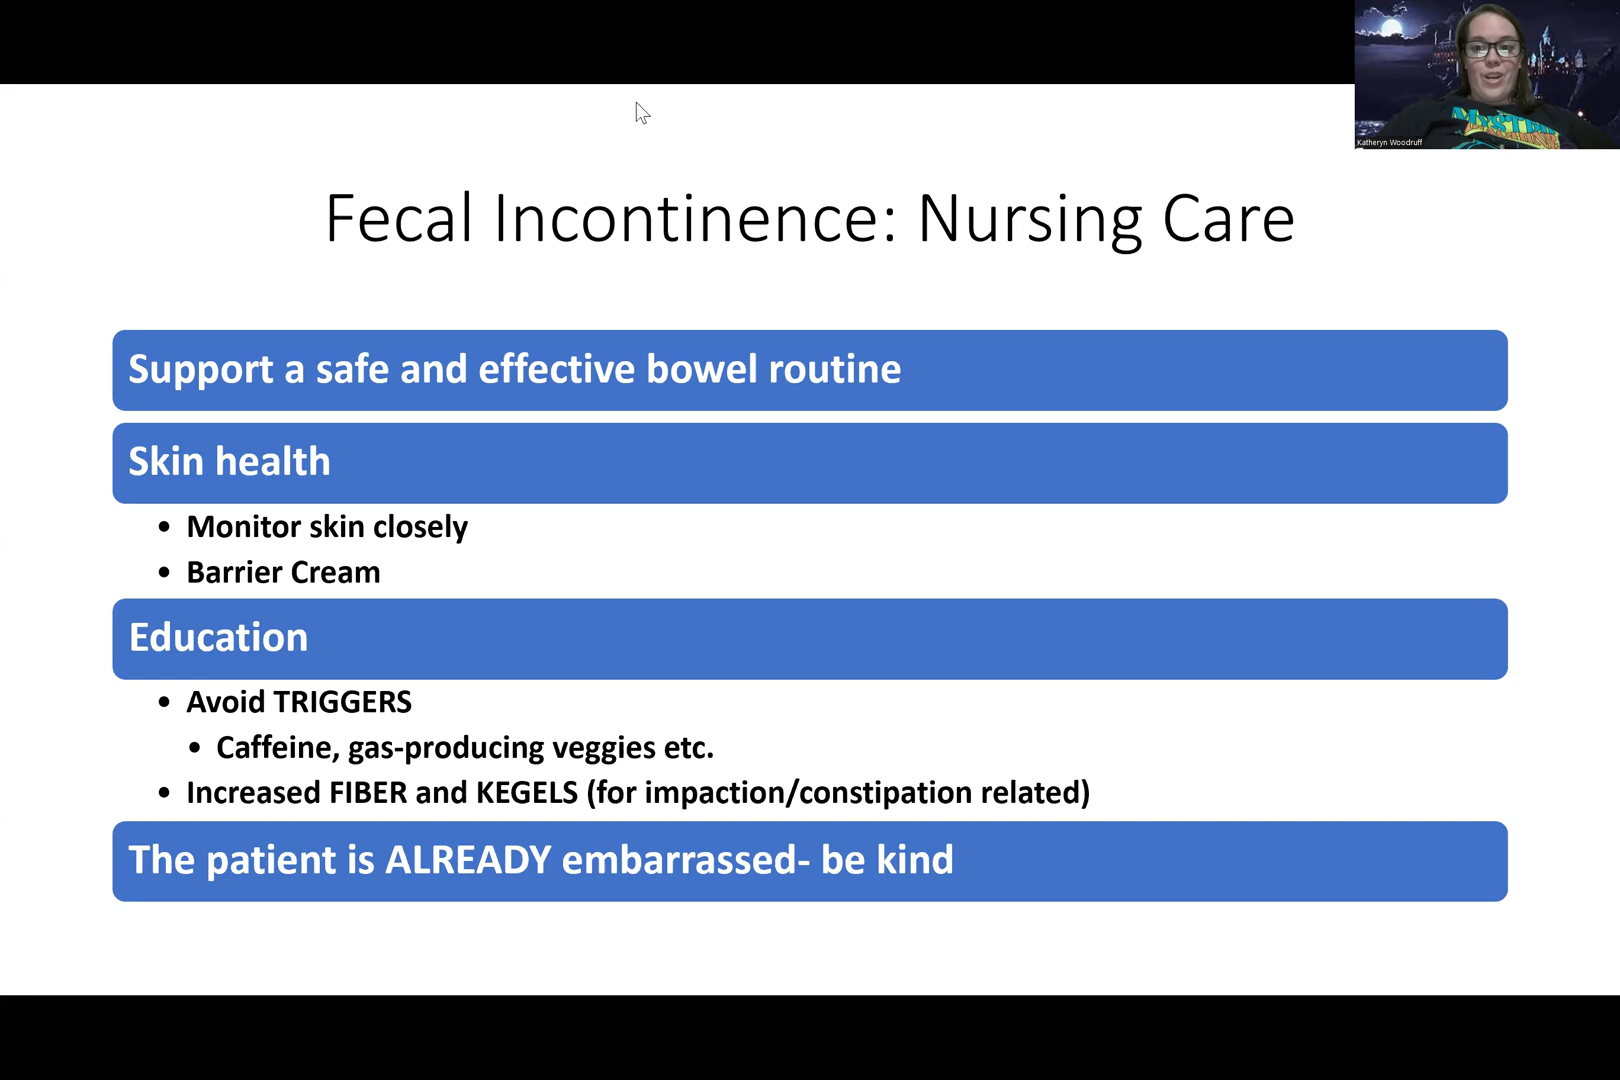 Katheryn Woodruff
Fecal Incontinence: Nursing Care
Support a safe and effective bowel routine
Skin health
• Monitor skin closely
• Barrier Cream
Education
• Avoid TRIGGERS
• Caffeine, gas-producing veggies etc.
• Increased FIBER and KEGELS (for impaction/constipation related)
The patient is ALREADY embarrassed- be kind